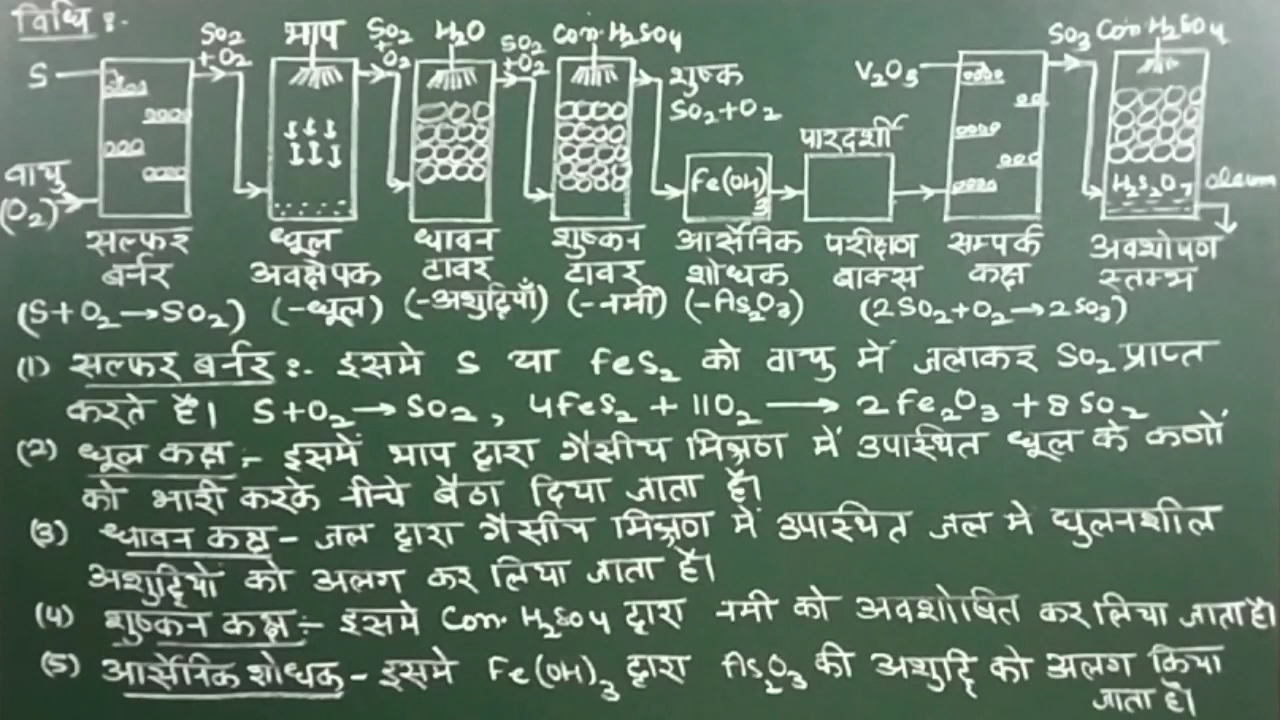 विधि :-
SO2 + O2 भाप SO2 + O2 H2O SO2 + O2 Con. H2SO4 SO3 Con. H2SO4
S शुष्क SO2+O2 V2O5
वायु (O2) Fe(OH)3 पारदर्शी H2S2O7 oleum
सल्फर बर्नर धूल अवक्षेपक धावन टावर शुष्कन टावर आर्सेनिक शोधक परीक्षण बाक्स सम्पर्क कक्ष अवशोषण स्तम्भ
(S+O2→SO2) (-धूल) (-अशुद्धियाँ) (-नमी) (-As2O3) (2SO2+O2→2SO3)
(1) सल्फर बर्नर :- इसमे S या FeS2 को वायु में जलाकर SO2 प्राप्त
करते है। S+O2→SO2, 4FeS2 + 11O2 → 2Fe2O3 + 8SO2
(2) धूल कक्ष :- इसमें भाप द्वारा गैसीय मिश्रण में उपास्थित धूल के कणों
को भारी करके नीचे बैठा दिया जाता है।
(3) धावन कक्ष - जल द्वारा गैसीय मिश्रण में उपास्थित जल मे घुलनशील
अशुद्धियों को अलग कर लिया जाता है।
(4) शुष्कन कक्ष :- इसमे Con. H2SO4 द्वारा नमी को अवशोषित कर लिया जाता है।
(5) आर्सेनिक शोधक - इसमे Fe(OH)3 द्वारा As2O3 की अशुद्धि को अलग किया
जाता है।